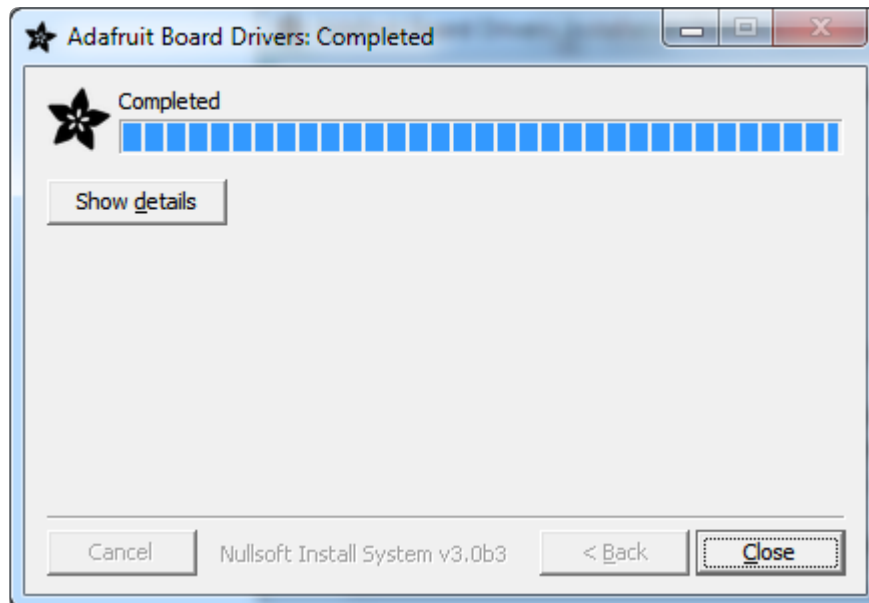 Adafruit Board Drivers: Completed
Completed
Show details
Cancel
Nullsoft Install System v3.0b3
< Back
Close